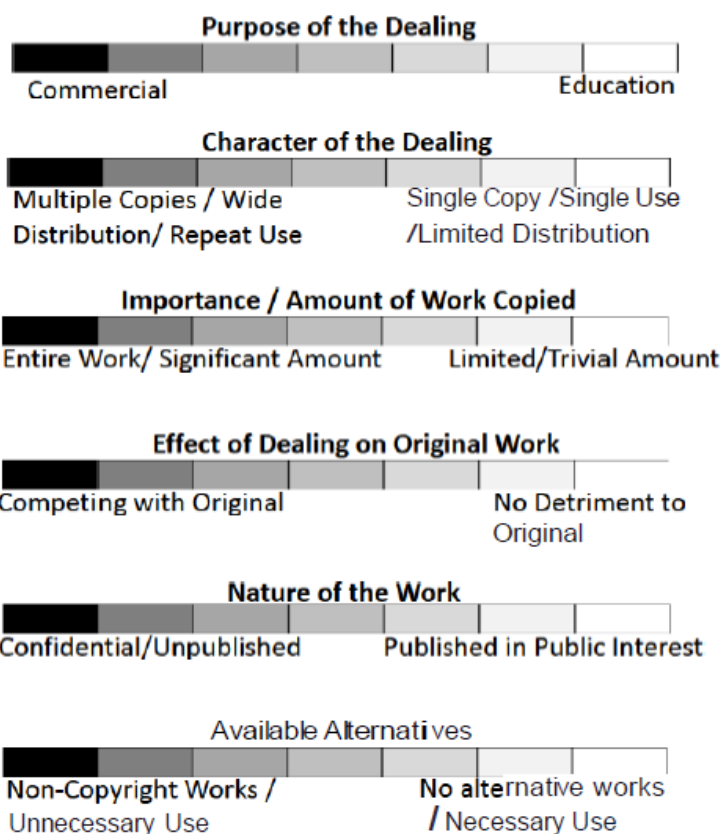 Purpose of the Dealing
Commercial Education
Character of the Dealing
Multiple Copies / Wide Single Copy /Single Use
Distribution/ Repeat Use /Limited Distribution
Importance / Amount of Work Copied
Entire Work/ Significant Amount Limited/Trivial Amount
Effect of Dealing on Original Work
Competing with Original No Detriment to
Original
Nature of the Work
Confidential/Unpublished Published in Public Interest
Available Alternatives
Non-Copyright Works / No alternative works
Unnecessary Use / Necessary Use